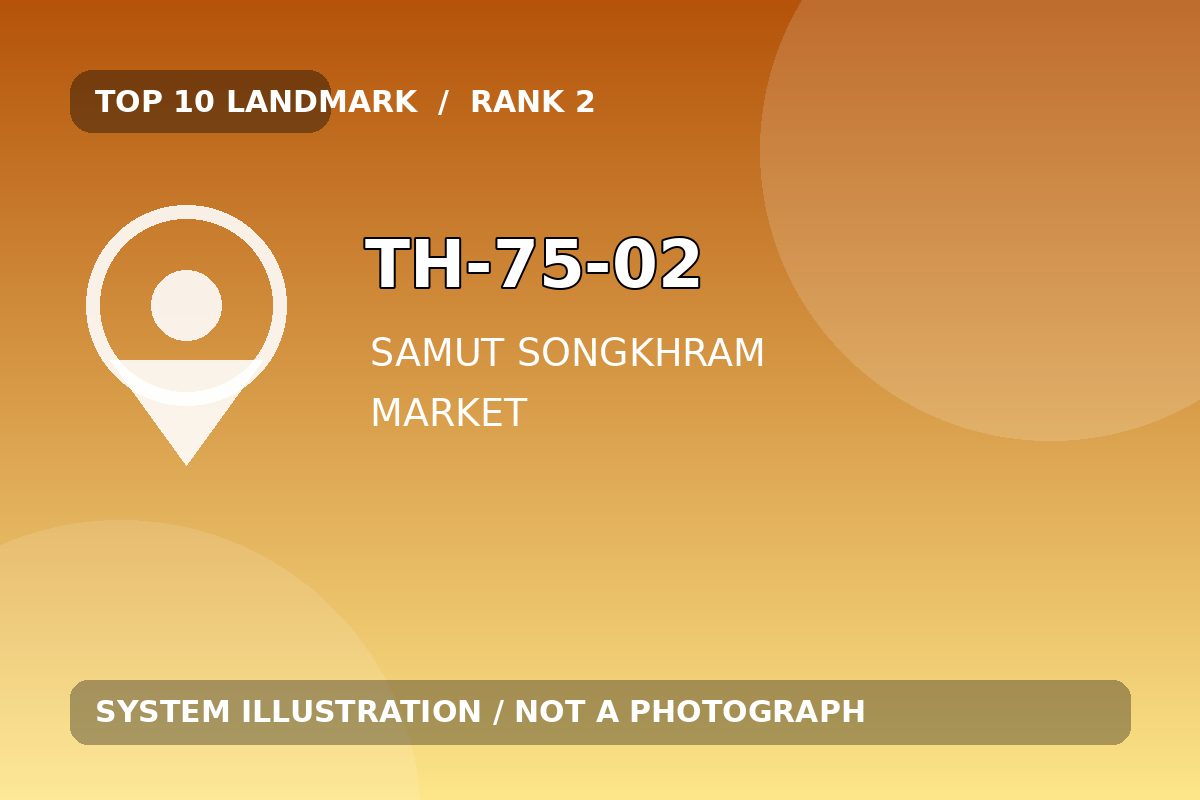 TOP 10 LANDMARK / RANK 2
TH-75-02
SAMUT SONGKHRAM
MARKET
SYSTEM ILLUSTRATION / NOT A PHOTOGRAPH